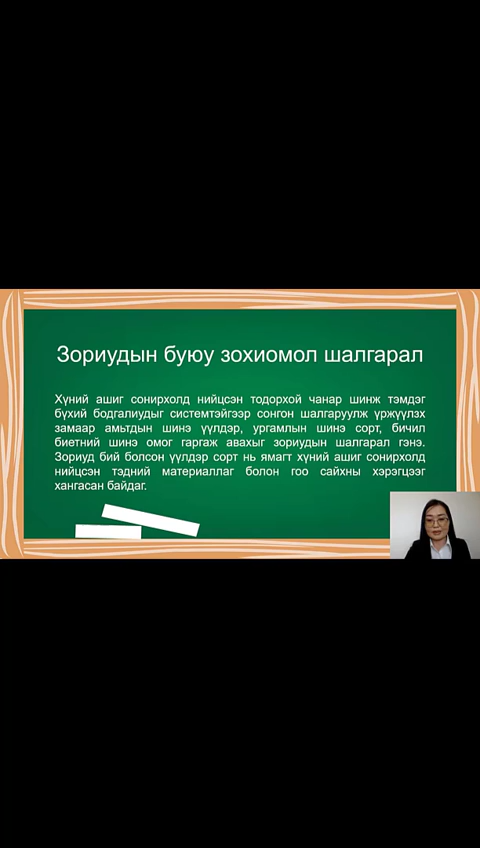 Зориудын буюу зохиомол шалгарал
Хүний ашиг сонирхолд нийцсэн тодорхой чанар шинж тэмдэг
бүхий бодгалиудыг системтэйгээр сонгон шалгаруулж үржүүлэх
замаар амьтдын шинэ үүлдэр, ургамлын шинэ сорт, бичил
биетний шинэ омог гаргаж авахыг зориудын шалгарал гэнэ.
Зориуд бий болсон үүлдэр сорт нь ямагт хүний ашиг сонирхолд
нийцсэн тэдний материаллаг болон гоо сайхны хэрэгцээг
хангасан байдаг.